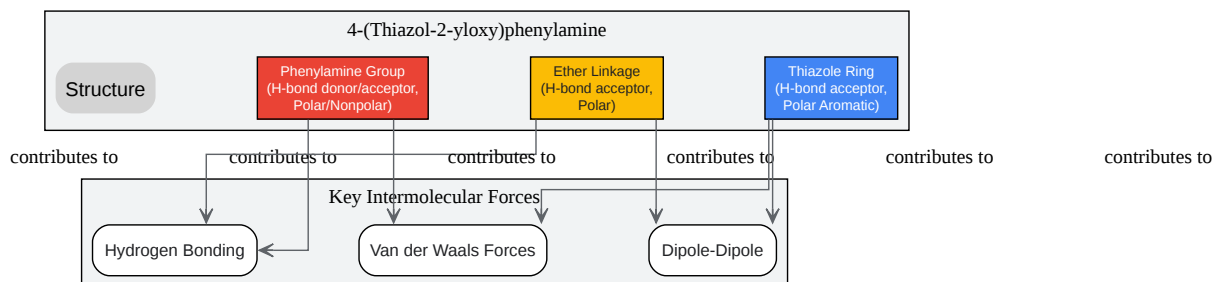 4-(Thiazol-2-yloxy)phenylamine
Structure
Phenylamine Group
(H-bond donor/acceptor,
Polar/Nonpolar)
Ether Linkage
(H-bond acceptor,
Polar)
Thiazole Ring
(H-bond acceptor,
Polar Aromatic)
contributes to
contributes to
contributes to
contributes to
contributes to
contributes to
Key Intermolecular Forces
Hydrogen Bonding
Van der Waals Forces
Dipole-Dipole